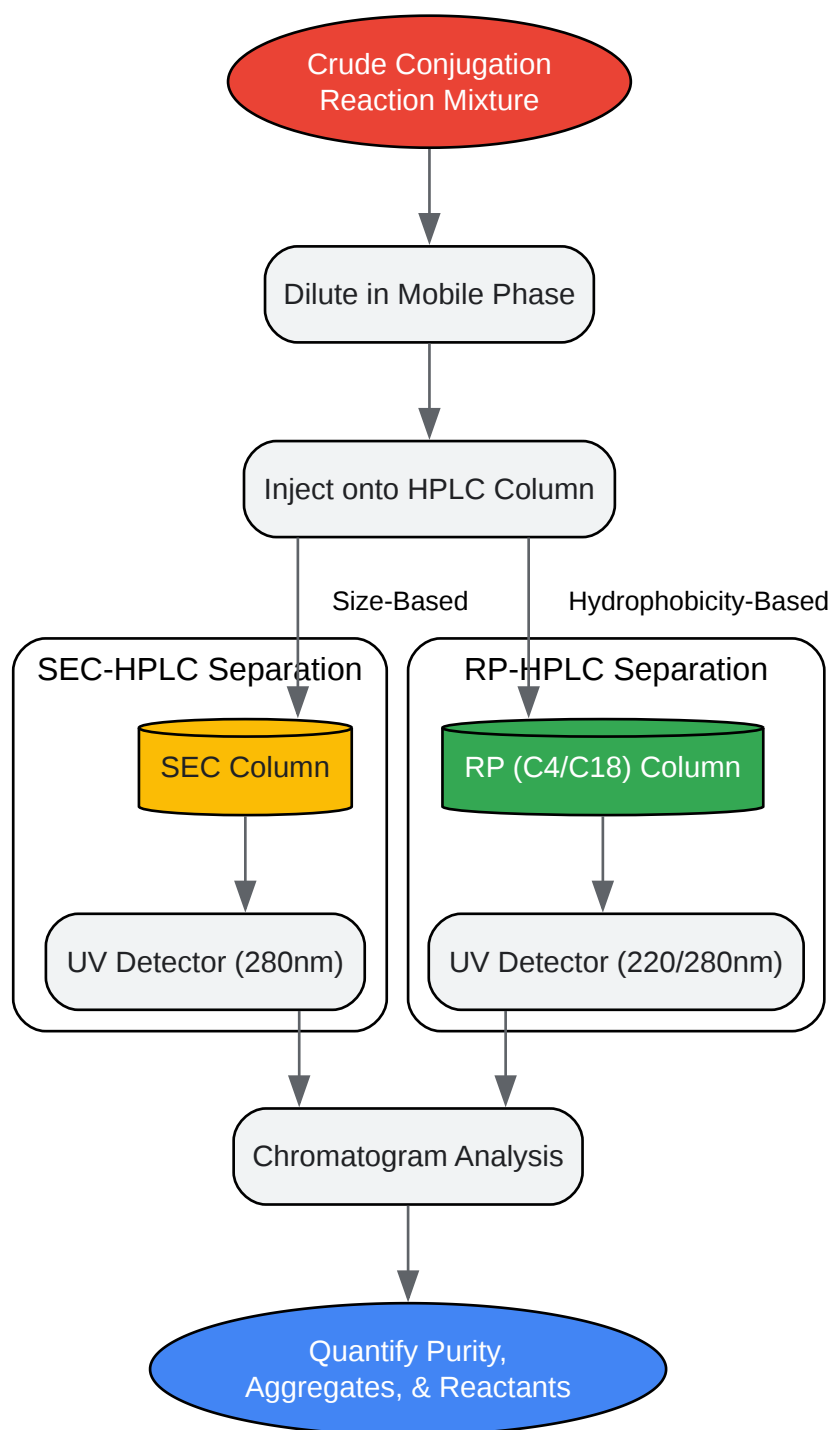 Crude Conjugation
Reaction Mixture
Dilute in Mobile Phase
Inject onto HPLC Column
Size-Based
Hydrophobicity-Based
SEC-HPLC Separation
RP-HPLC Separation
SEC Column
RP (C4/C18) Column
UV Detector (280nm)
UV Detector (220/280nm)
Chromatogram Analysis
Quantify Purity,
Aggregates, & Reactants